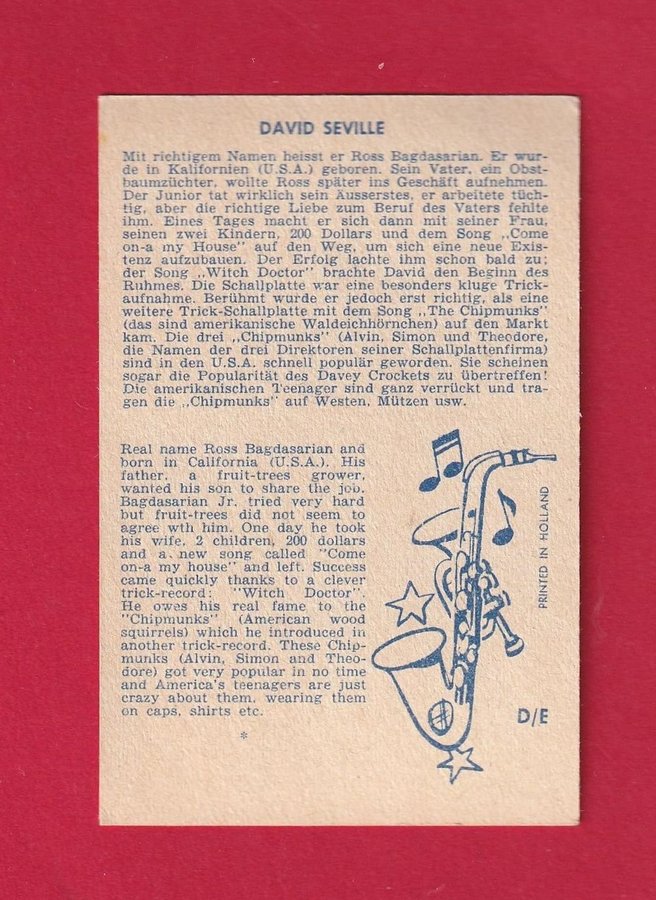 DAVID SEVILLE
Mit richtigem Namen heisst er Ross Bagdasarian. Er wur-
de in Kalifornien (U.S.A.) geboren. Sein Vater, ein Obst-
baumzüchter, wollte Ross später ins Geschäft aufnehmen.
Der Junior tat wirklich sein Äusserstes, er arbeitete tüch-
tig, aber die richtige Liebe zum Beruf des Vaters fehlte
ihm. Eines Tages macht er sich dann mit seiner Frau,
seinen zwei Kindern, 200 Dollars und dem Song „Come
on-a my House" auf den Weg, um sich eine neue Exis-
tenz aufzubauen. Der Erfolg lachte ihm schon bald zu;
der Song „Witch Doctor" brachte David den Beginn des
Ruhmes. Die Schallplatte war eine besonders kluge Trick-
aufnahme. Berühmt wurde er jedoch erst richtig, als eine
weitere Trick-Schallplatte mit dem Song „The Chipmunks"
(das sind amerikanische Waldeichhörnchen) auf den Markt
kam. Die drei „Chipmunks" (Alvin, Simon und Theodore,
die Namen der drei Direktoren seiner Schallplattenfirma)
sind in den U.S.A. schnell populär geworden. Sie scheinen
sogar die Popularität des Davey Crockets zu übertreffen!
Die amerikanischen Teenager sind ganz verrückt und tra-
gen die „Chipmunks" auf Westen, Mützen usw.
Real name Ross Bagdasarian and
born in California (U.S.A.). His
father, a fruit-trees grower,
wanted his son to share the job.
Bagdasarian Jr. tried very hard
but fruit-trees did not seem to
agree wth him. One day he took
his wife, 2 children, 200 dollars
and a new song called "Come
on-a my house" and left. Success
came quickly thanks to a clever
trick-record: "Witch Doctor".
He owes his real fame to the
"Chipmunks" (American wood
squirrels) which he introduced in
another trick-record. These Chip-
munks (Alvin, Simon and Theo-
dore) got very popular in no time
and America's teenagers are just
crazy about them, wearing them
on caps, shirts etc.
*
PRINTED IN HOLLAND
D/E